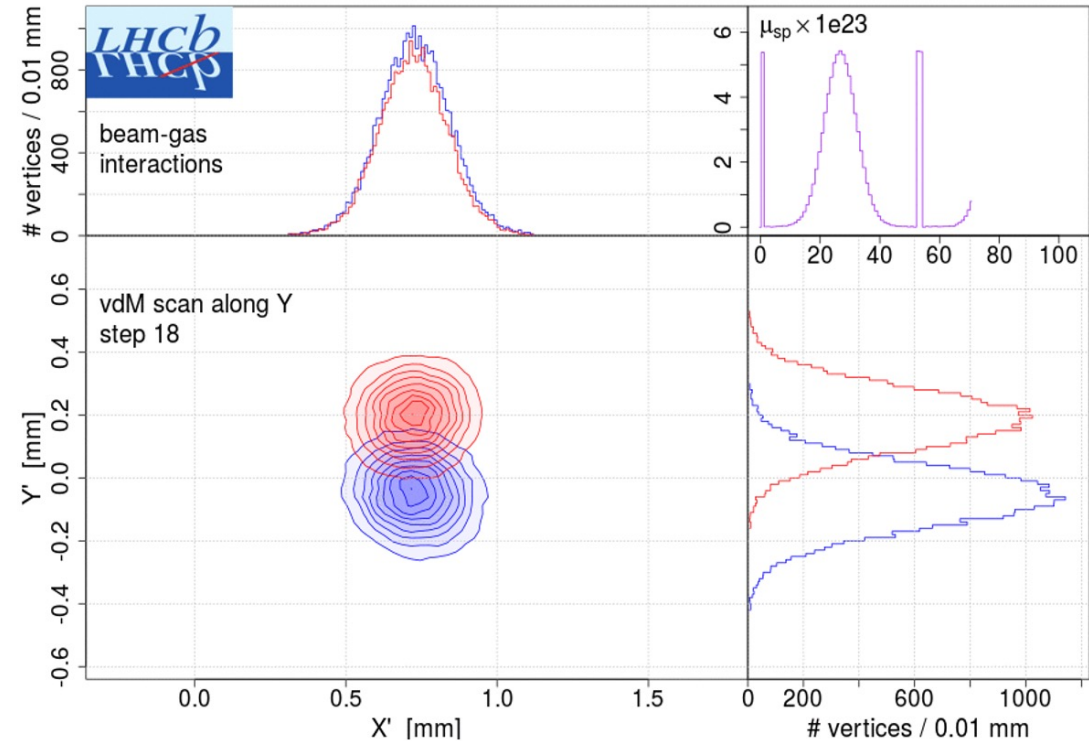 LHCb
LHCb
beam-gas
interactions
# vertices / 0.01 mm
0 400 800
μsp × 1e23
0 2 4 6
0 20 40 60 80 100
vdM scan along Y
step 18
Y' [mm]
0.6
0.4
0.2
0.0
-0.2
-0.4
-0.6
0.0 0.5 1.0 1.5
X' [mm]
0 200 600 1000
# vertices / 0.01 mm